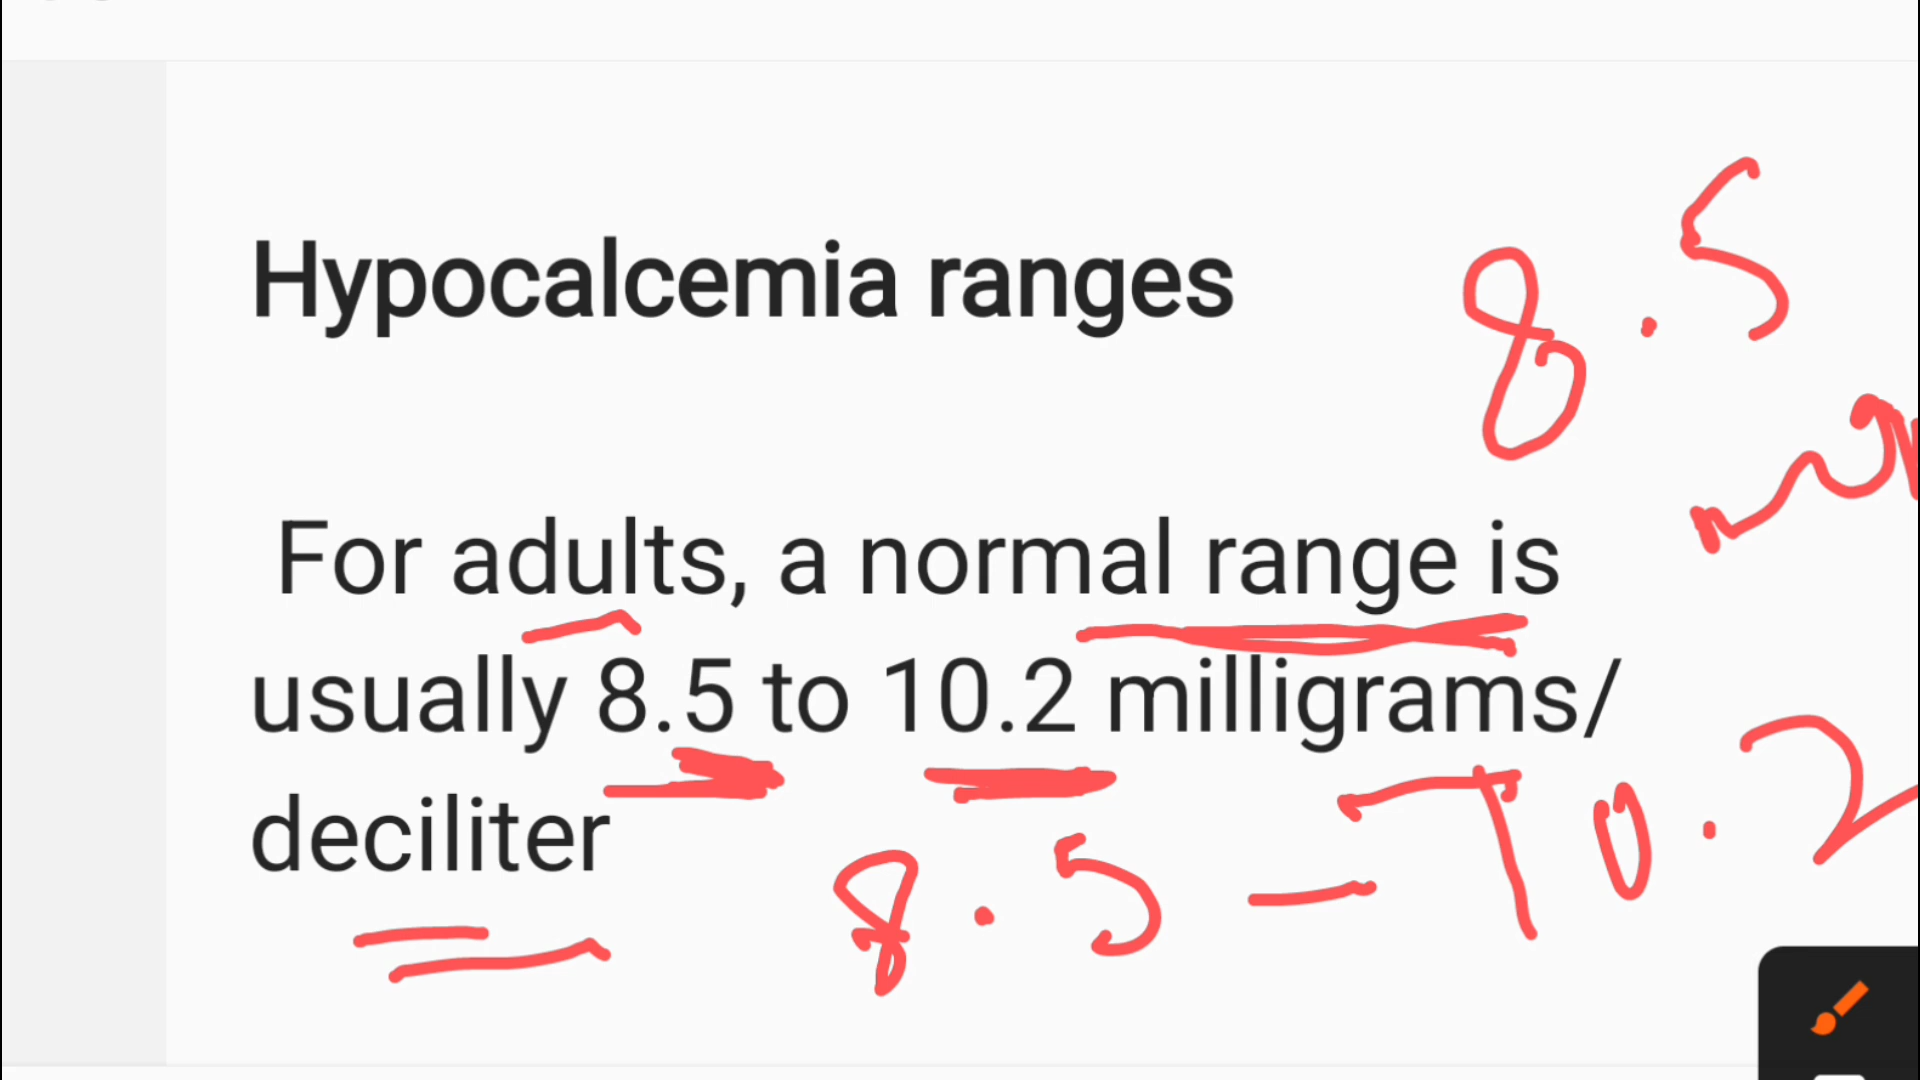 Hypocalcemia ranges
8.5
For adults, a normal range is
usually 8.5 to 10.2 milligrams/
deciliter
8.5 - 10.2